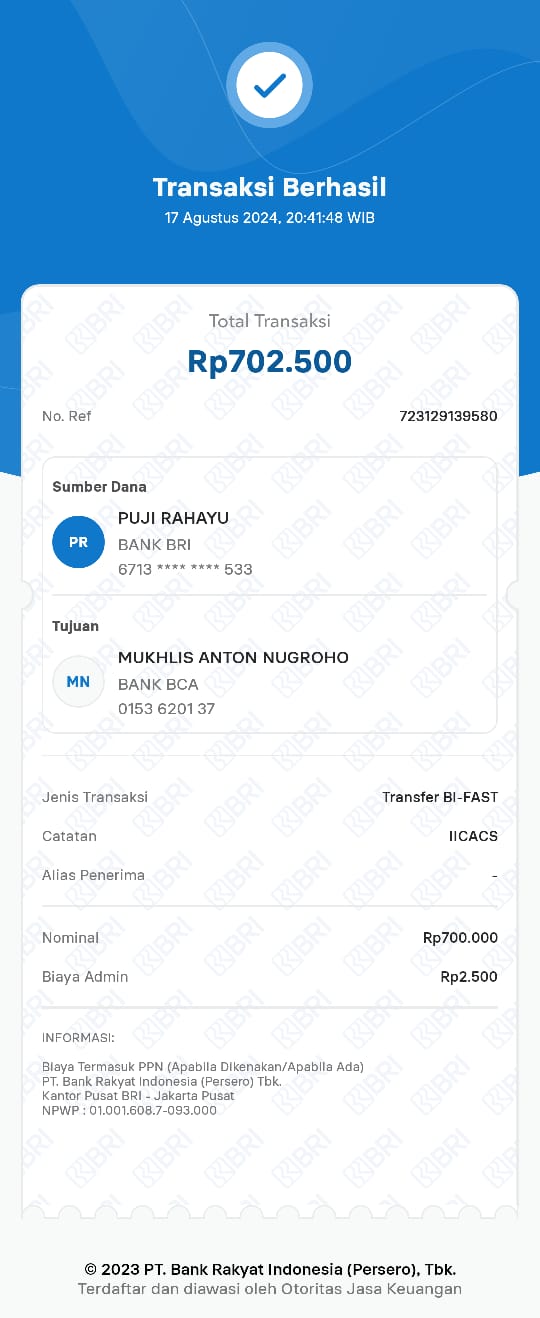 Transaksi Berhasil
17 Agustus 2024, 20:41:48 WIB
Total Transaksi
Rp702.500
No. Ref 723129139580
Sumber Dana
PR
PUJI RAHAYU
BANK BRI
6713 **** **** 533
Tujuan
MN
MUKHLIS ANTON NUGROHO
BANK BCA
0153 6201 37
Jenis Transaksi Transfer BI-FAST
Catatan IICACS
Alias Penerima -
Nominal Rp700.000
Biaya Admin Rp2.500
INFORMASI:
Biaya Termasuk PPN (Apabila Dikenakan/Apabila Ada)
PT. Bank Rakyat Indonesia (Persero) Tbk.
Kantor Pusat BRI - Jakarta Pusat
NPWP : 01.001.608.7-093.000
© 2023 PT. Bank Rakyat Indonesia (Persero), Tbk.
Terdaftar dan diawasi oleh Otoritas Jasa Keuangan